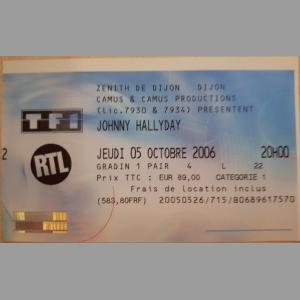 ZENITH DE DIJON DIJON
CAMUS & CAMUS PRODUCTIONS
(lic.7930 & 7934) PRESENTENT
TF1
JOHNNY HALLYDAY
2
RTL
JEUDI 05 OCTOBRE 2006 20H00
GRADIN 1 PAIR 4 L 22
Prix TTC : EUR 89,00 CATEGORIE 1
Frais de location inclus
(583,80FRF) 20050526/715/B0689617570